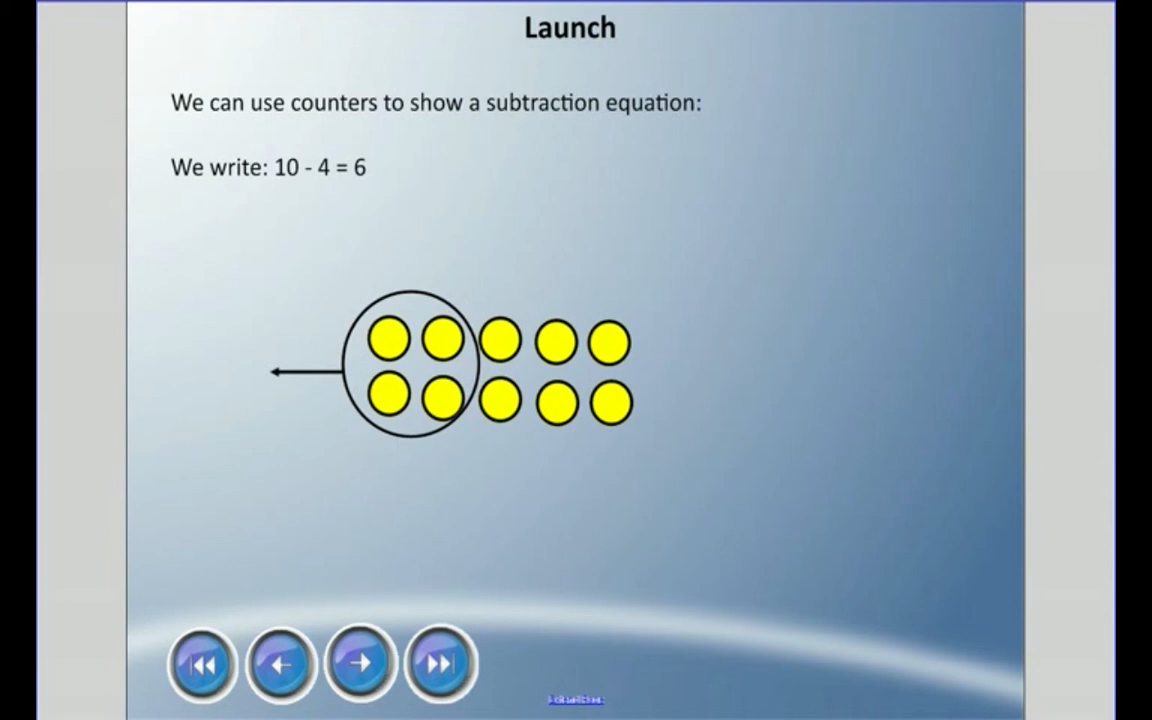 Launch
We can use counters to show a subtraction equation:
We write: 10 - 4 = 6